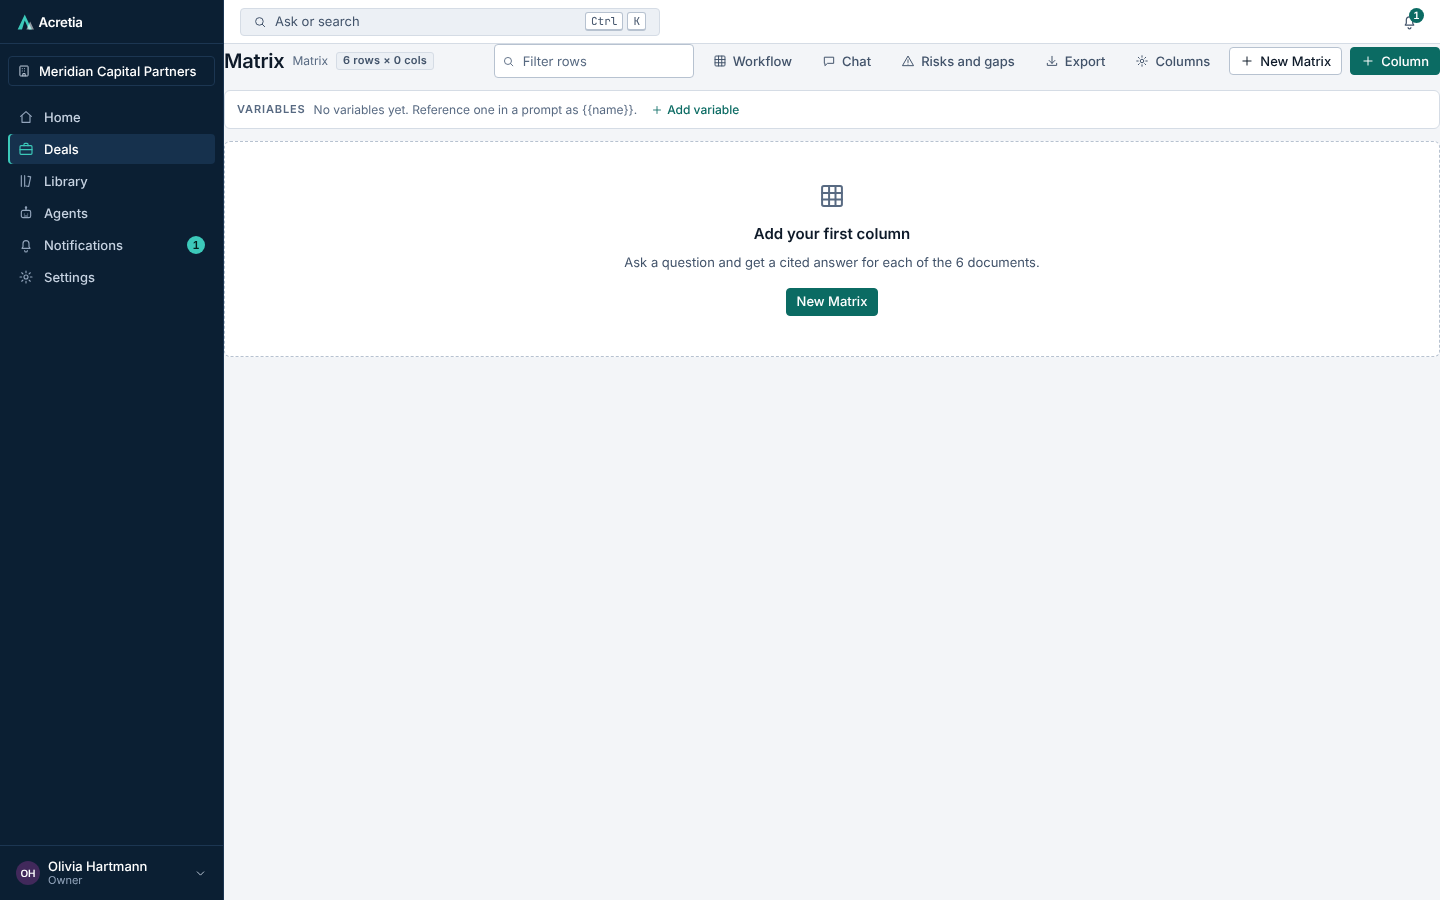 Acretia
Ask or search
Ctrl K
1
Meridian Capital Partners
Home
Deals
Library
Agents
Notifications 1
Settings
Matrix Matrix 6 rows × 0 cols
Filter rows
Workflow
Chat
Risks and gaps
Export
Columns
New Matrix
Column
VARIABLES No variables yet. Reference one in a prompt as {{name}}. + Add variable
Add your first column
Ask a question and get a cited answer for each of the 6 documents.
New Matrix
OH
Olivia Hartmann
Owner